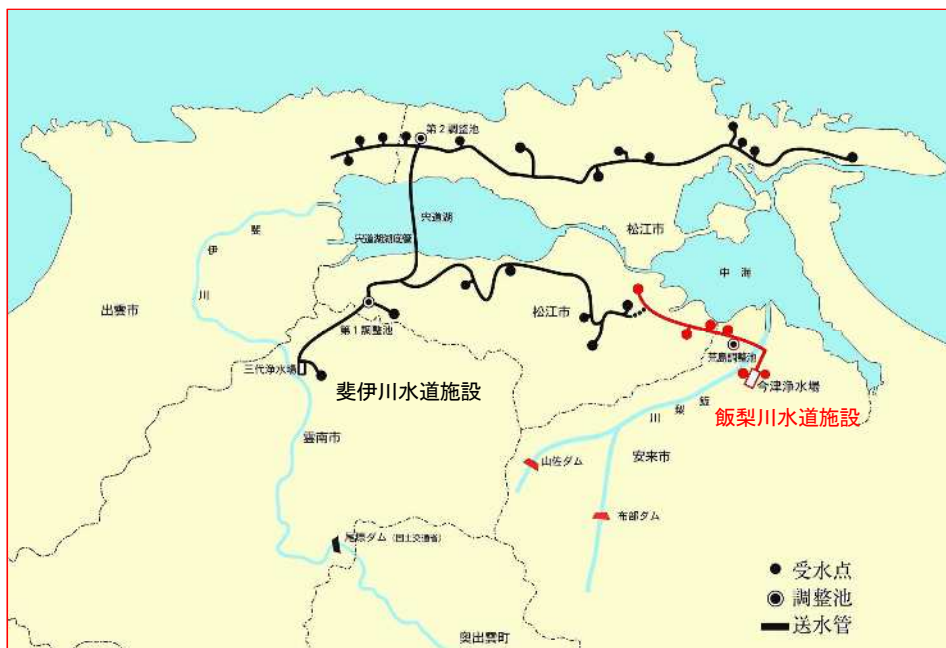 第2調整池
宍道湖
宍道湖湖底管
松江市
中海
斐伊川
出雲市
第1調整池
松江市
荒島調整池
三代浄水場
今津浄水場
斐伊川水道施設
飯梨川水道施設
飯梨川
雲南市
山佐ダム
安来市
布部ダム
尾原ダム(国土交通省)
奥出雲町
受水点
調整池
送水管